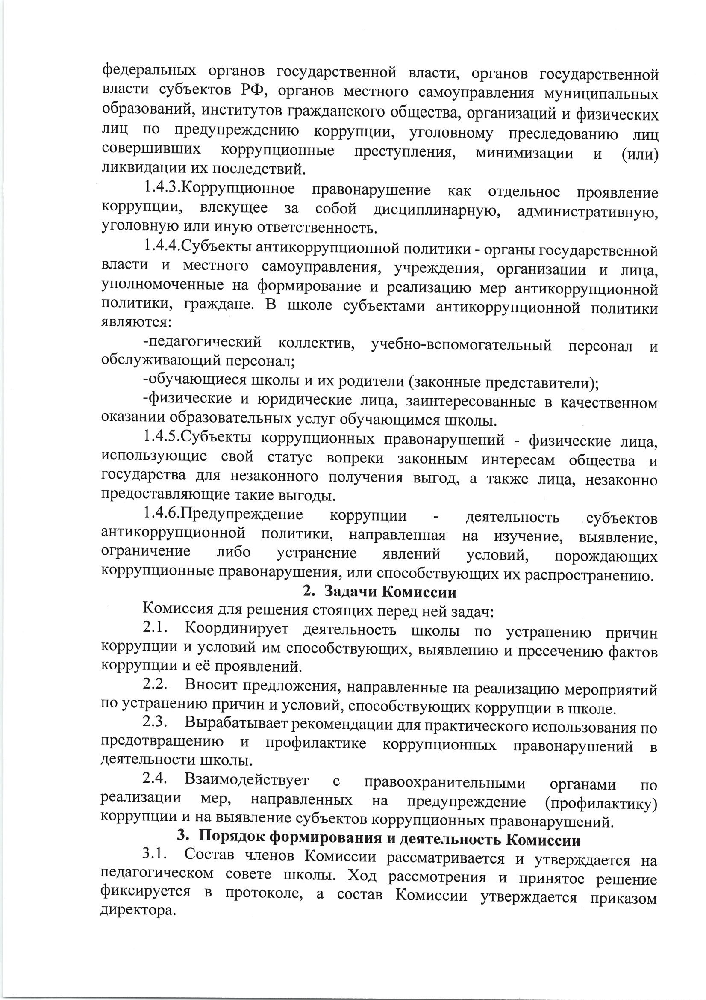 федеральных органов государственной власти, органов государственной
власти субъектов РФ, органов местного самоуправления муниципальных
образований, институтов гражданского общества, организаций и физических
лиц по предупреждению коррупции, уголовному преследованию лиц
совершивших коррупционные преступления, минимизации и (или)
ликвидации их последствий.
1.4.3.Коррупционное правонарушение как отдельное проявление
коррупции, влекущее за собой дисциплинарную, административную,
уголовную или иную ответственность.
1.4.4.Субъекты антикоррупционной политики - органы государственной
власти и местного самоуправления, учреждения, организации и лица,
уполномоченные на формирование и реализацию мер антикоррупционной
политики, граждане. В школе субъектами антикоррупционной политики
являются:
-педагогический коллектив, учебно-вспомогательный персонал и
обслуживающий персонал;
-обучающиеся школы и их родители (законные представители);
-физические и юридические лица, заинтересованные в качественном
оказании образовательных услуг обучающимся школы.
1.4.5.Субъекты коррупционных правонарушений - физические лица,
использующие свой статус вопреки законным интересам общества и
государства для незаконного получения выгод, а также лица, незаконно
предоставляющие такие выгоды.
1.4.6.Предупреждение коррупции - деятельность субъектов
антикоррупционной политики, направленная на изучение, выявление,
ограничение либо устранение явлений условий, порождающих
коррупционные правонарушения, или способствующих их распространению.
2. Задачи Комиссии
Комиссия для решения стоящих перед ней задач:
2.1. Координирует деятельность школы по устранению причин
коррупции и условий им способствующих, выявлению и пресечению фактов
коррупции и её проявлений.
2.2. Вносит предложения, направленные на реализацию мероприятий
по устранению причин и условий, способствующих коррупции в школе.
2.3. Вырабатывает рекомендации для практического использования по
предотвращению и профилактике коррупционных правонарушений в
деятельности школы.
2.4. Взаимодействует с правоохранительными органами по
реализации мер, направленных на предупреждение (профилактику)
коррупции и на выявление субъектов коррупционных правонарушений.
3. Порядок формирования и деятельность Комиссии
3.1. Состав членов Комиссии рассматривается и утверждается на
педагогическом совете школы. Ход рассмотрения и принятое решение
фиксируется в протоколе, а состав Комиссии утверждается приказом
директора.